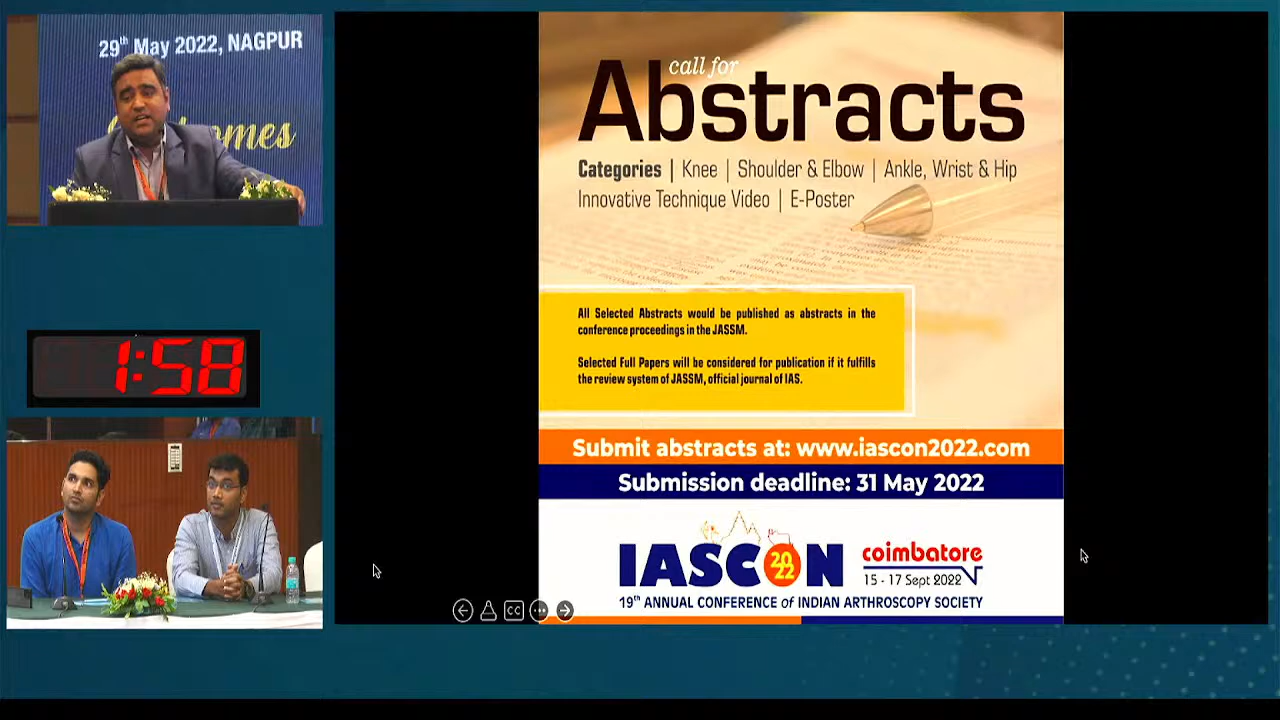 29th May 2022, NAGPUR
1:58
call for
Abstracts
Categories | Knee | Shoulder & Elbow | Ankle, Wrist & Hip
Innovative Technique Video | E-Poster
All Selected Abstracts would be published as abstracts in the
conference proceedings in the JASSM.
Selected Full Papers will be considered for publication if it fulfills
the review system of JASSM, official journal of IAS.
Submit abstracts at: www.iascon2022.com
Submission deadline: 31 May 2022
IASCON 2022
coimbatore
15 - 17 Sept 2022
19th ANNUAL CONFERENCE of INDIAN ARTHROSCOPY SOCIETY
CC